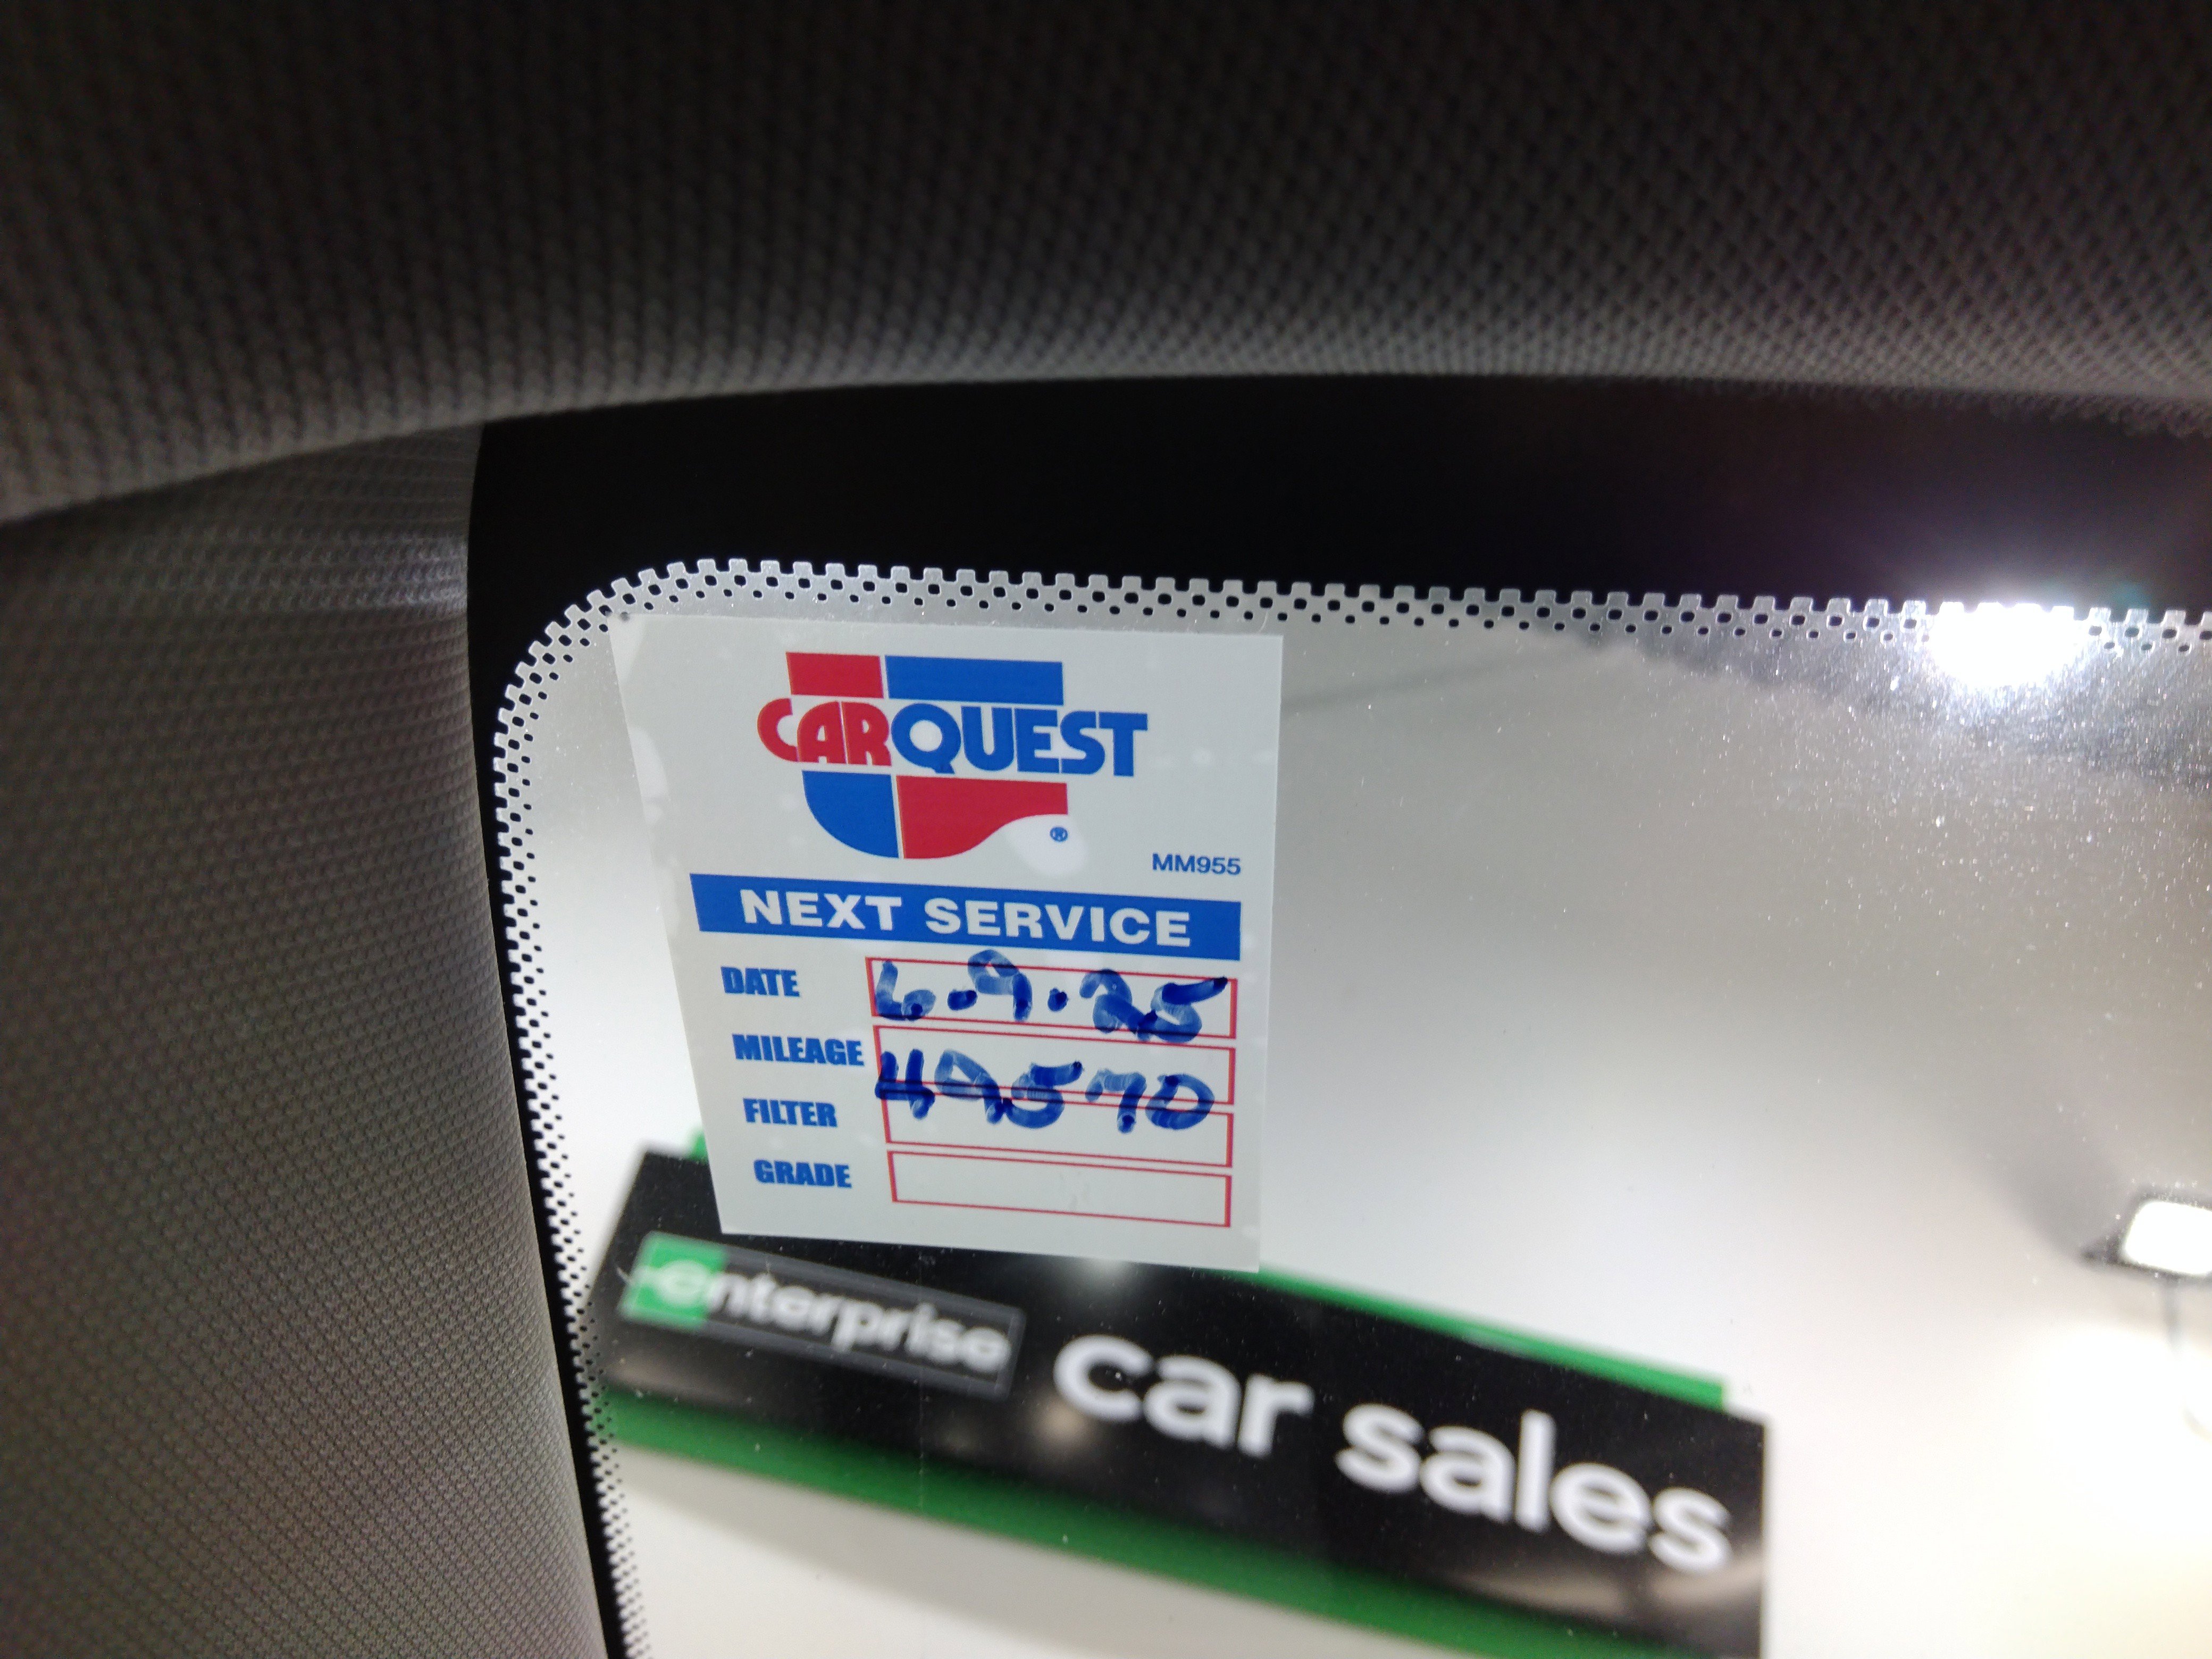 CARQUEST
®
MM955
NEXT SERVICE
DATE 6.9.25
MILEAGE 49570
FILTER
GRADE
enterprise car sales